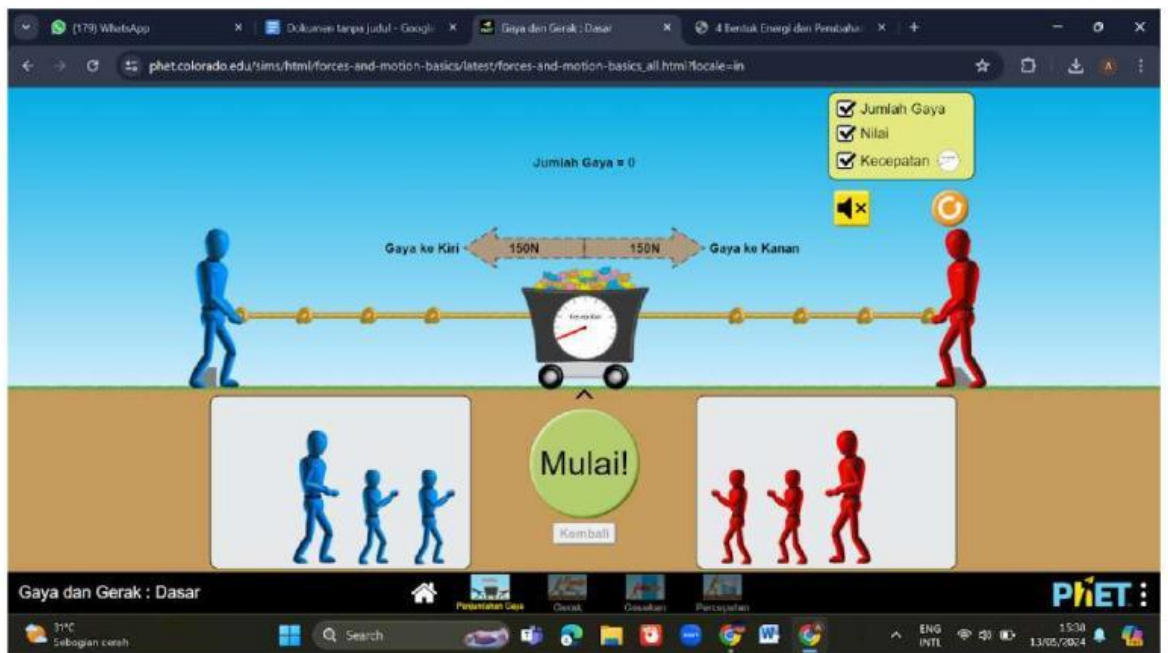 (179) WhatsApp
Dokumen tanpa judul - Google
Gaya dan Gerak : Dasar
4 Bentuk Energi dan Perubaha
phet.colorado.edu/sims/html/forces-and-motion-basics/latest/forces-and-motion-basics_all.html?locale=in
A
Jumlah Gaya
Nilai
Kecepatan
Jumlah Gaya = 0
Gaya ke Kiri
150N
150N
Gaya ke Kanan
Kecepatan
Mulai!
Kembali
Gaya dan Gerak : Dasar
Penjumlahan Gaya
Gerak
Gesekan
Percepatan
PhET
31°C
Sebagian cerah
Search
ENG
INTL
15:38
13/05/2024